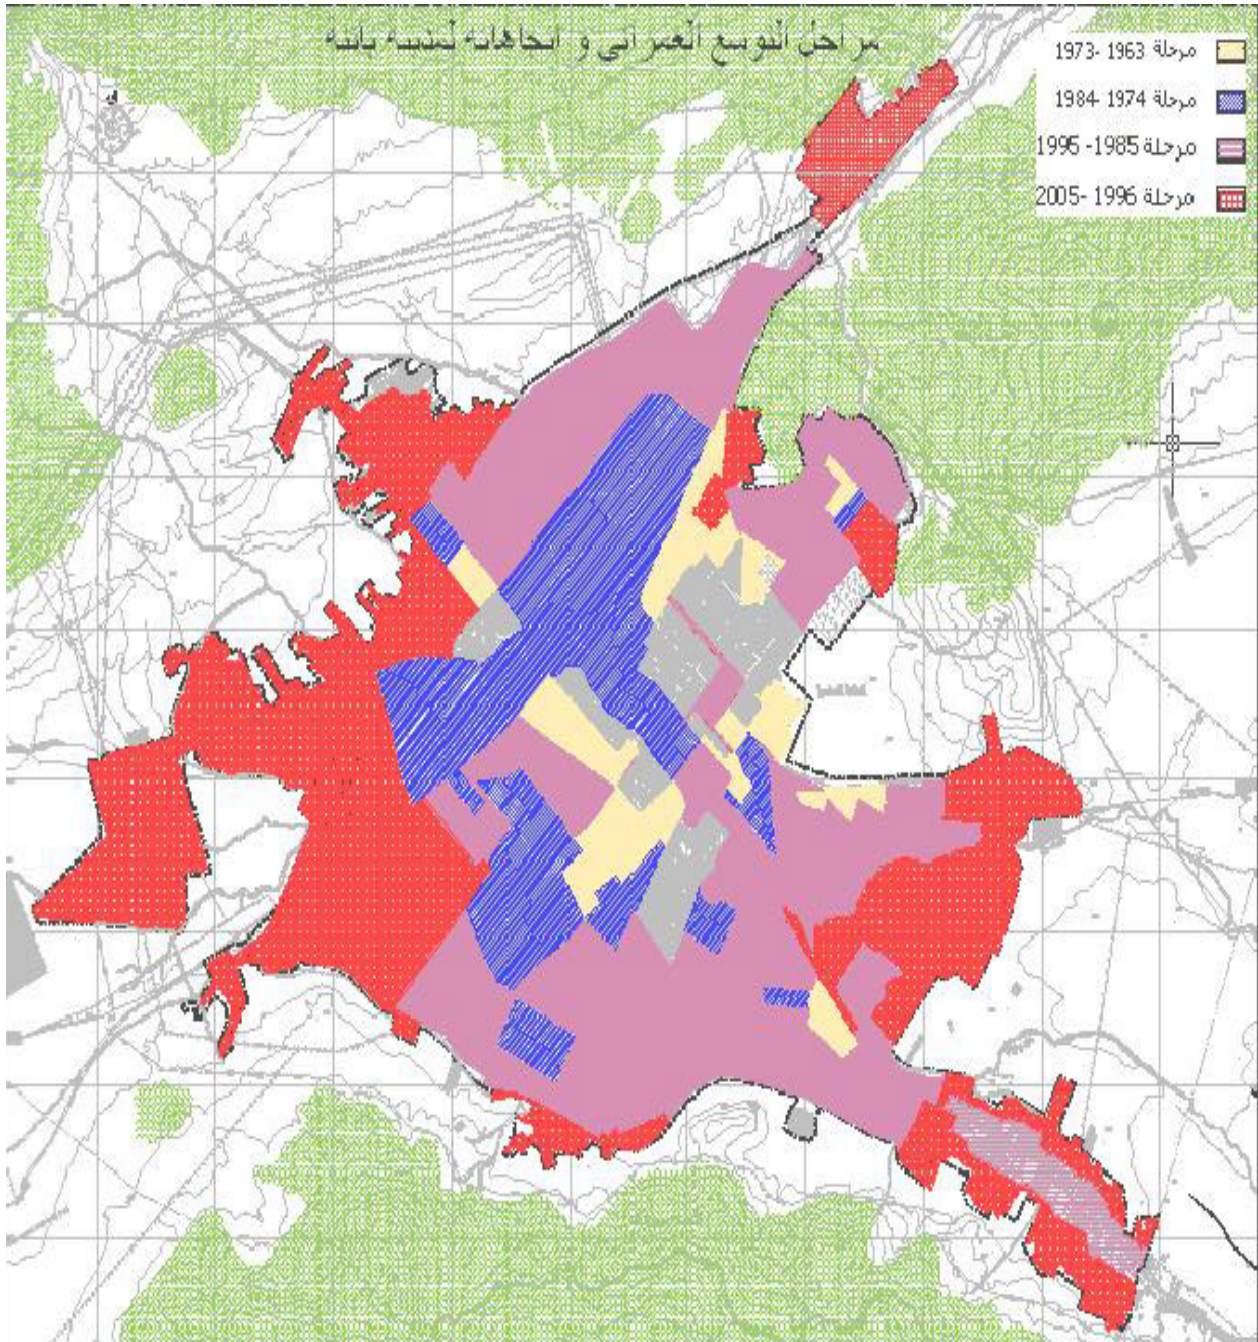 مراحل التوسع العمراني و اتجاهاته لمدينة باتنة
مرحلة 1963 -1973
مرحلة 1974 -1984
مرحلة 1985- 1995
مرحلة 1996 -2005